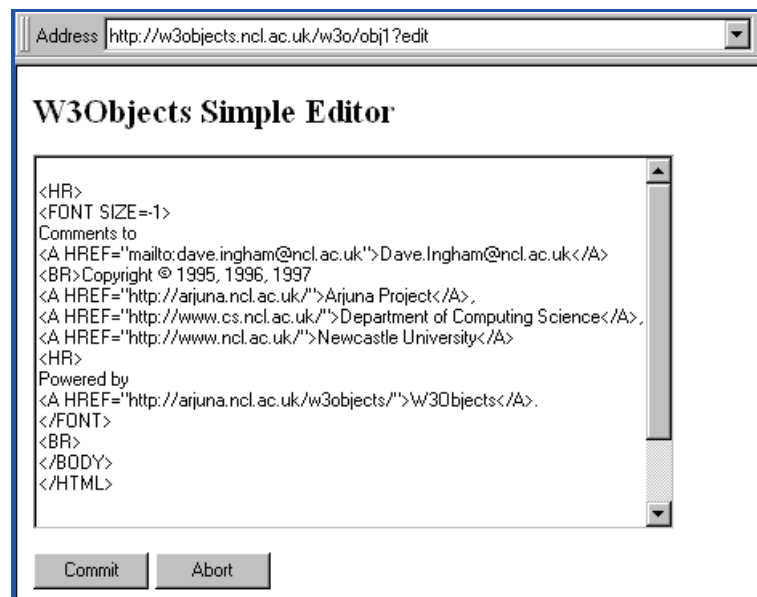 Address http://w3objects.ncl.ac.uk/w3o/obj1?edit
W3Objects Simple Editor
<HR>
<FONT SIZE=-1>
Comments to
<A HREF="mailto:dave.ingham@ncl.ac.uk">Dave.Ingham@ncl.ac.uk</A>
<BR>Copyright © 1995, 1996, 1997
<A HREF="http://arjuna.ncl.ac.uk/">Arjuna Project</A>,
<A HREF="http://www.cs.ncl.ac.uk/">Department of Computing Science</A>,
<A HREF="http://www.ncl.ac.uk/">Newcastle University</A>
<HR>
Powered by
<A HREF="http://arjuna.ncl.ac.uk/w3objects/">W3Objects</A>.
</FONT>
<BR>
</BODY>
</HTML>
Commit Abort